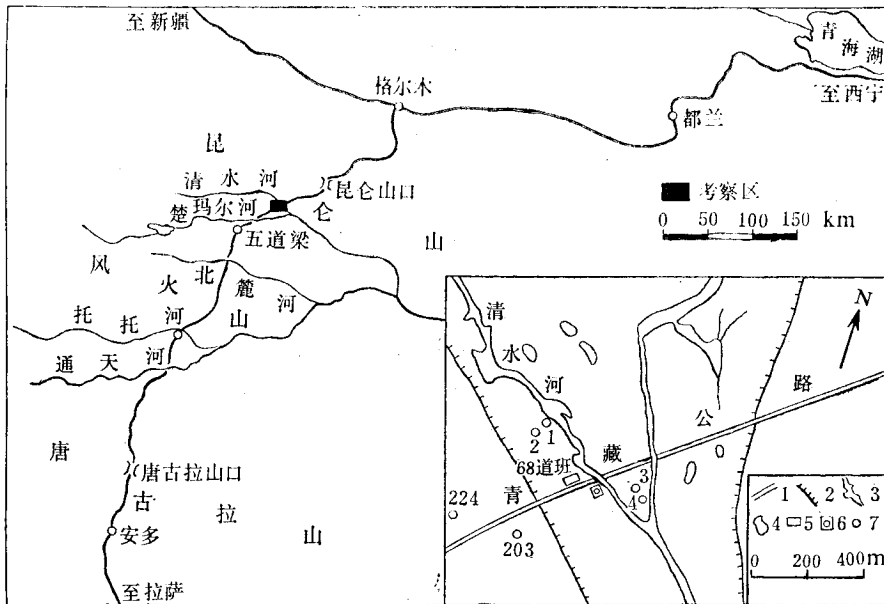 至新疆
青海湖
至西宁
格尔木
都兰
昆仑山
清水河
昆仑山口
楚玛尔河
五道梁
考察区
0 50 100 150 km
风火山
北麓河
托托河
通天河
唐古拉山
唐古拉山口
安多
至拉萨
N
清水河
青藏公路
1
2
68道班
3
4
224
203
1 2 3
4 5 6 7
0 200 400m